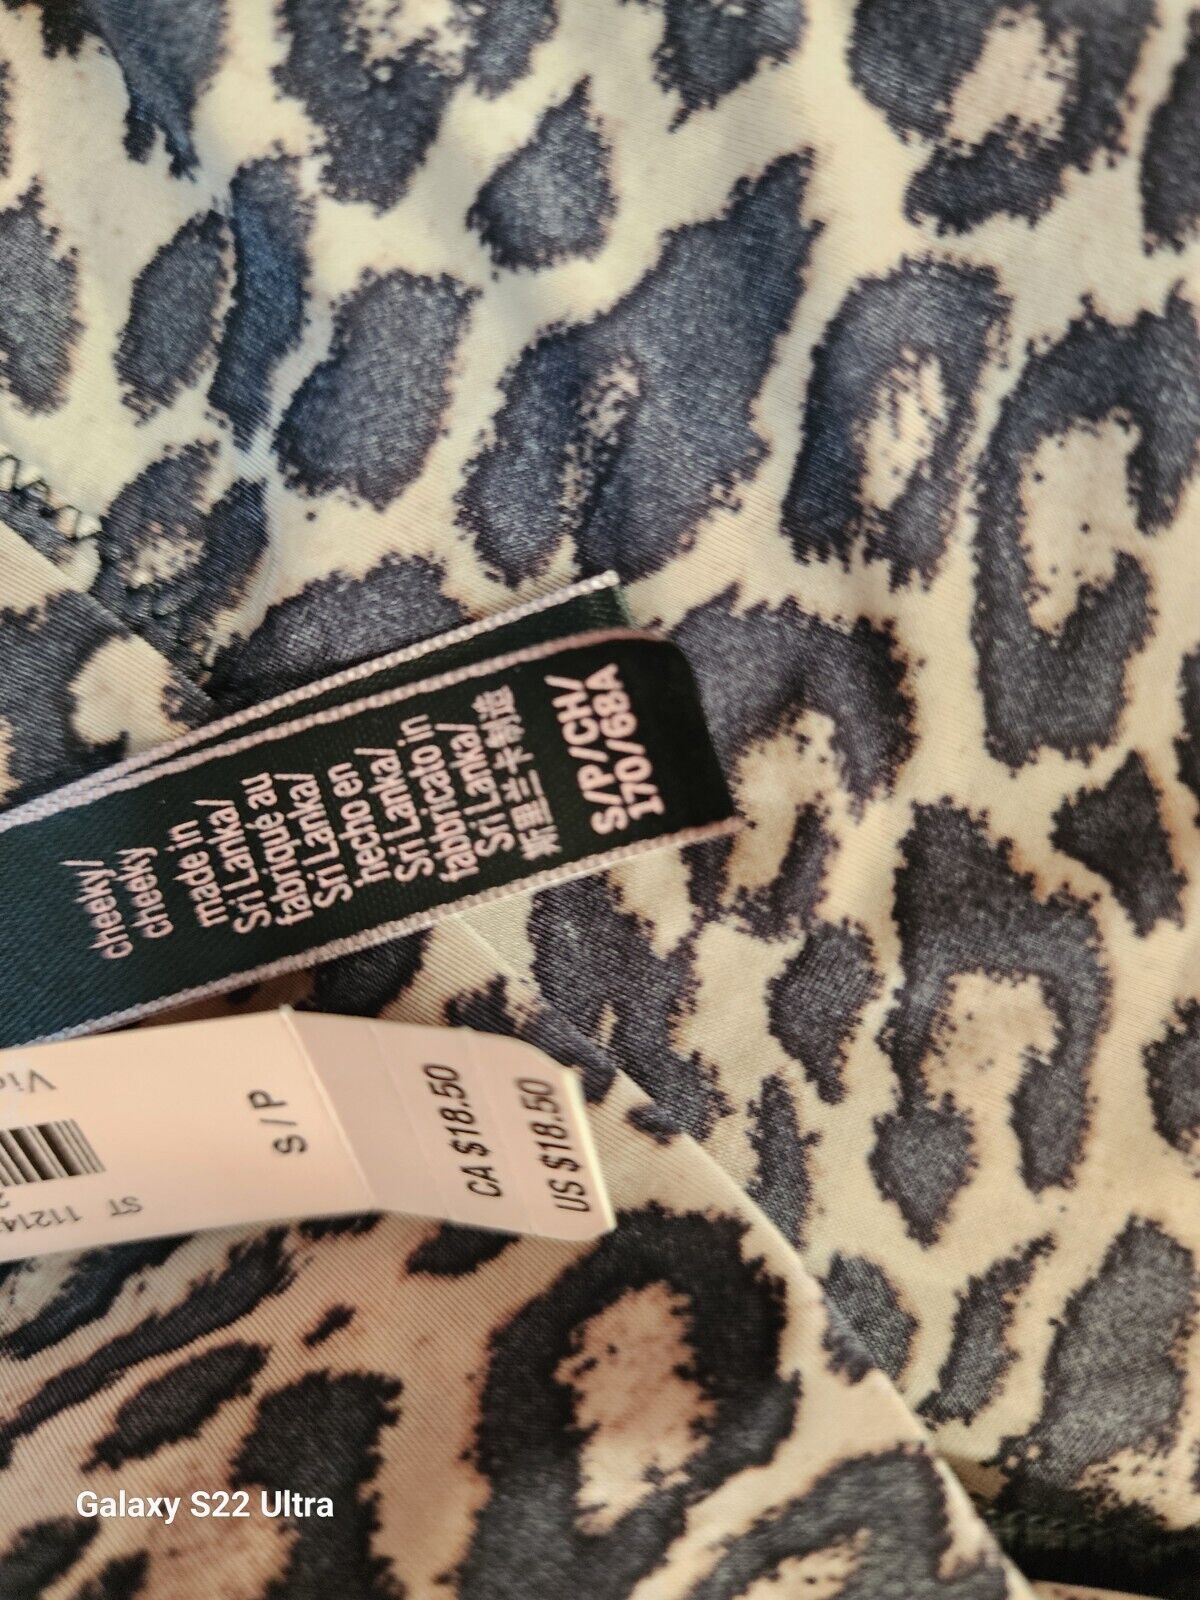 cheeky/
cheeky
made in
Sri Lanka/
fabriqué au
Sri Lanka/
hecho en
Sri Lanka/
fabbricato in
Sri Lanka/
斯里兰卡制造
S/P/CH/
170/68A
S/P
CA $18.50
US $18.50
ST
Galaxy S22 Ultra